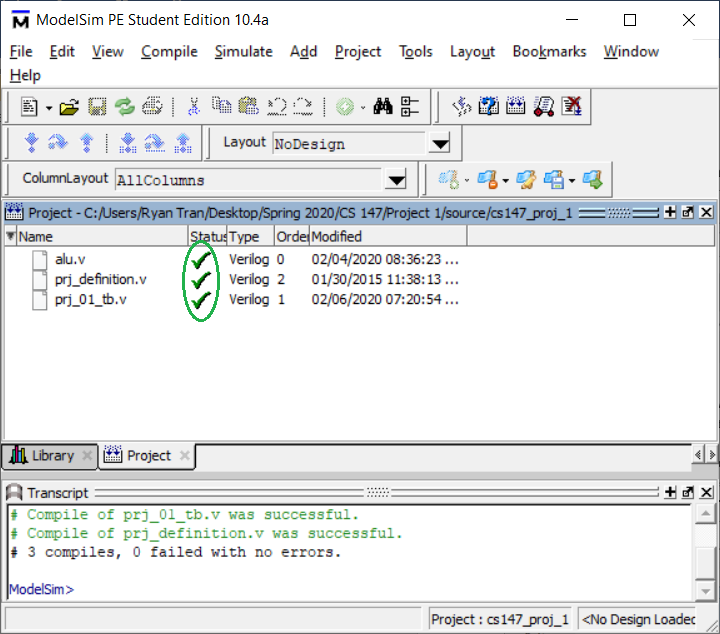 ModelSim PE Student Edition 10.4a
File Edit View Compile Simulate Add Project Tools Layout Bookmarks Window
Help
Layout NoDesign
ColumnLayout AllColumns
Project - C:/Users/Ryan Tran/Desktop/Spring 2020/CS 147/Project 1/source/cs147_proj_1
Name Status Type Order Modified
alu.v Verilog 0 02/04/2020 08:36:23 ...
prj_definition.v Verilog 2 01/30/2015 11:38:13 ...
prj_01_tb.v Verilog 1 02/06/2020 07:20:54 ...
Library Project
Transcript
# Compile of prj_01_tb.v was successful.
# Compile of prj_definition.v was successful.
# 3 compiles, 0 failed with no errors.
ModelSim>
Project : cs147_proj_1 <No Design Loaded